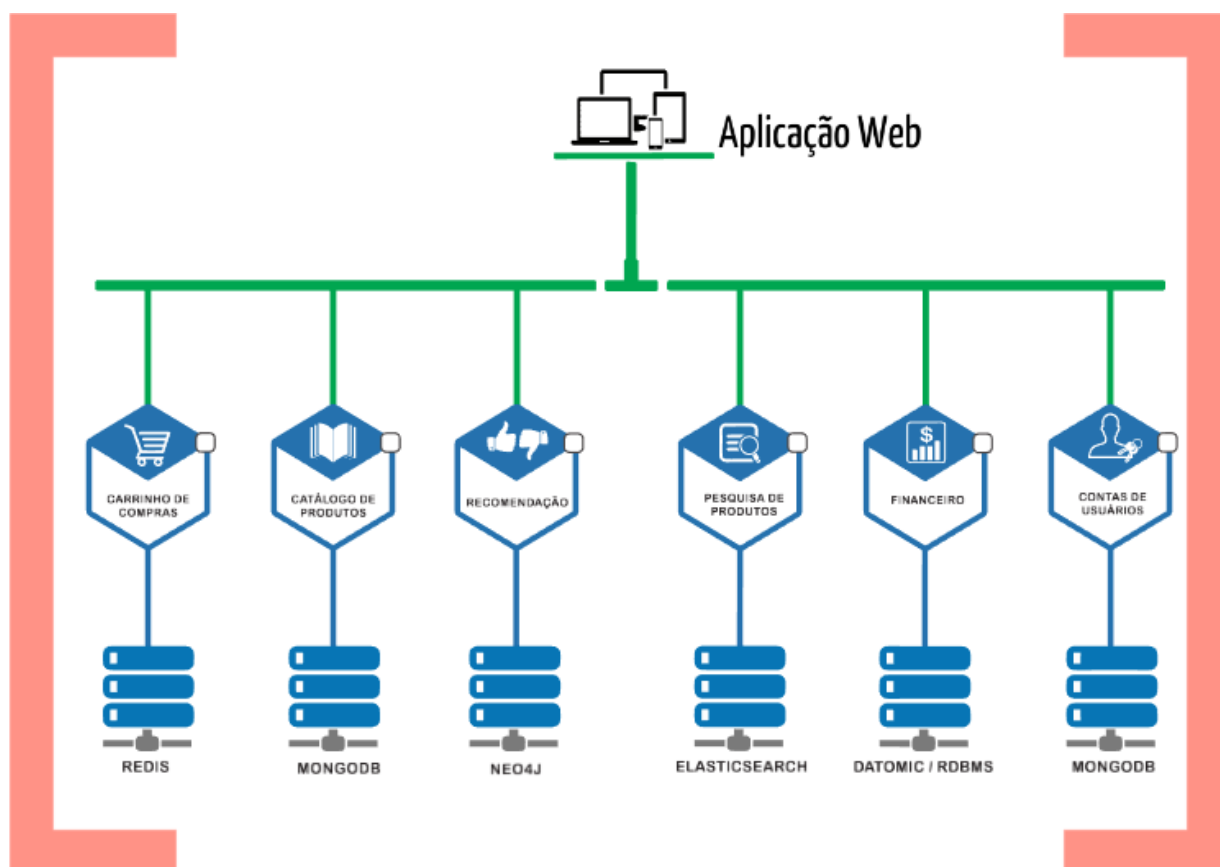 Aplicação Web
CARRINHO DE
COMPRAS
CATÁLOGO DE
PRODUTOS
RECOMENDAÇÃO
PESQUISA DE
PRODUTOS
FINANCEIRO
CONTAS DE
USUÁRIOS
REDIS
MONGODB
NEO4J
ELASTICSEARCH
DATOMIC / RDBMS
MONGODB